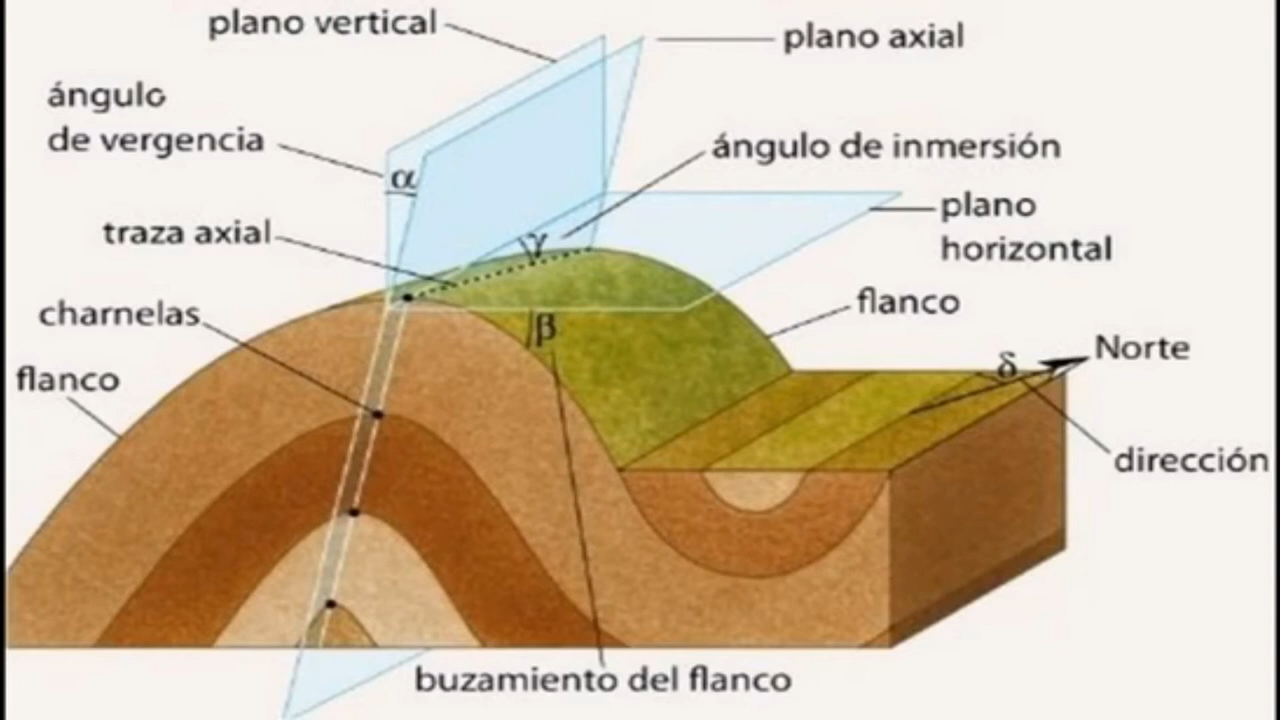 plano vertical
plano axial
ángulo
de vergencia
α
ángulo de inmersión
plano
horizontal
traza axial
γ
charnelas
flanco
β
Norte
δ
flanco
dirección
buzamiento del flanco